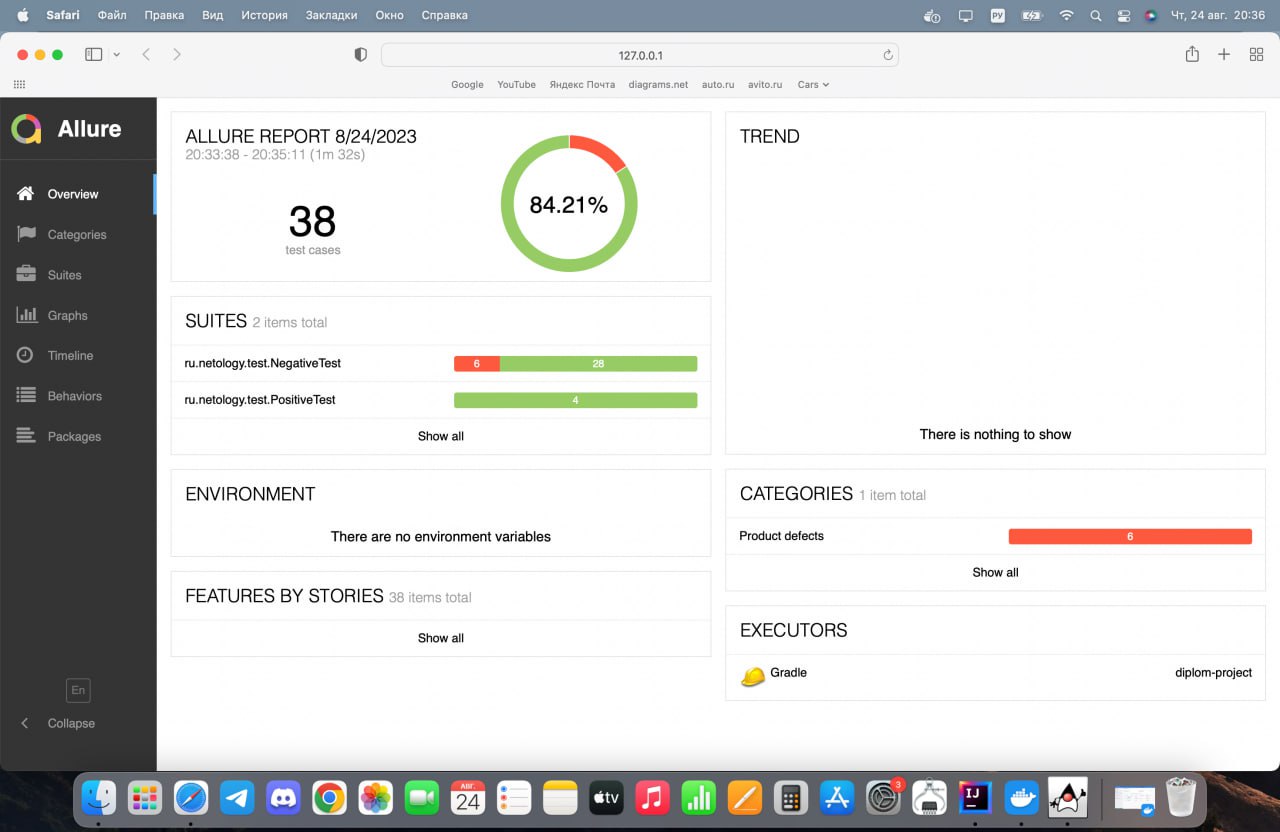 Safari Файл Правка Вид История Закладки Окно Справка РУ Чт, 24 авг. 20:36
127.0.0.1
Google YouTube Яндекс Почта diagrams.net auto.ru avito.ru Cars
Allure
Overview
Categories
Suites
Graphs
Timeline
Behaviors
Packages
En
Collapse
ALLURE REPORT 8/24/2023
20:33:38 - 20:35:11 (1m 32s)
38
test cases
84.21%
SUITES 2 items total
ru.netology.test.NegativeTest 6 28
ru.netology.test.PositiveTest 4
Show all
ENVIRONMENT
There are no environment variables
FEATURES BY STORIES 38 items total
Show all
TREND
There is nothing to show
CATEGORIES 1 item total
Product defects 6
Show all
EXECUTORS
Gradle diplom-project
АВГ.
24
tv
3
IJ